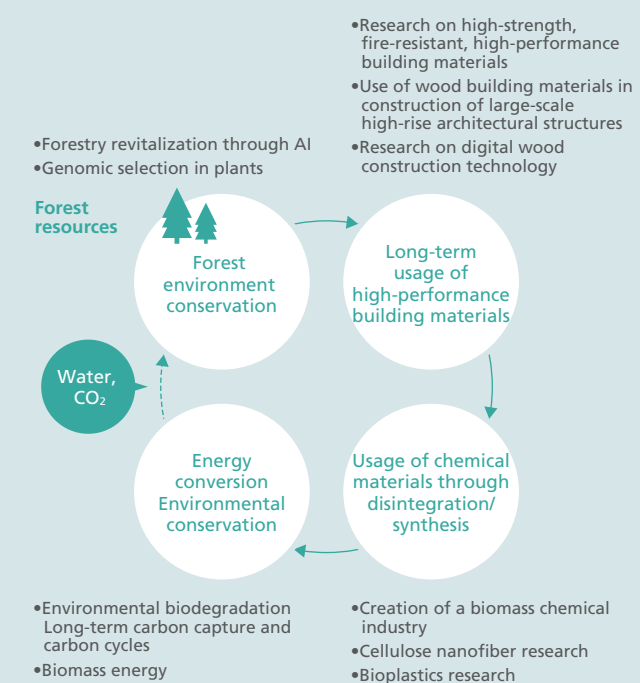 •Research on high-strength,
fire-resistant, high-performance
building materials
•Use of wood building materials in
construction of large-scale
high-rise architectural structures
•Research on digital wood
construction technology
•Forestry revitalization through AI
•Genomic selection in plants
Forest
resources
Forest
environment
conservation
Long-term
usage of
high-performance
building materials
Water,
CO₂
Energy
conversion
Environmental
conservation
Usage of chemical
materials through
disintegration/
synthesis
•Environmental biodegradation
Long-term carbon capture and
carbon cycles
•Biomass energy
•Creation of a biomass chemical
industry
•Cellulose nanofiber research
•Bioplastics research